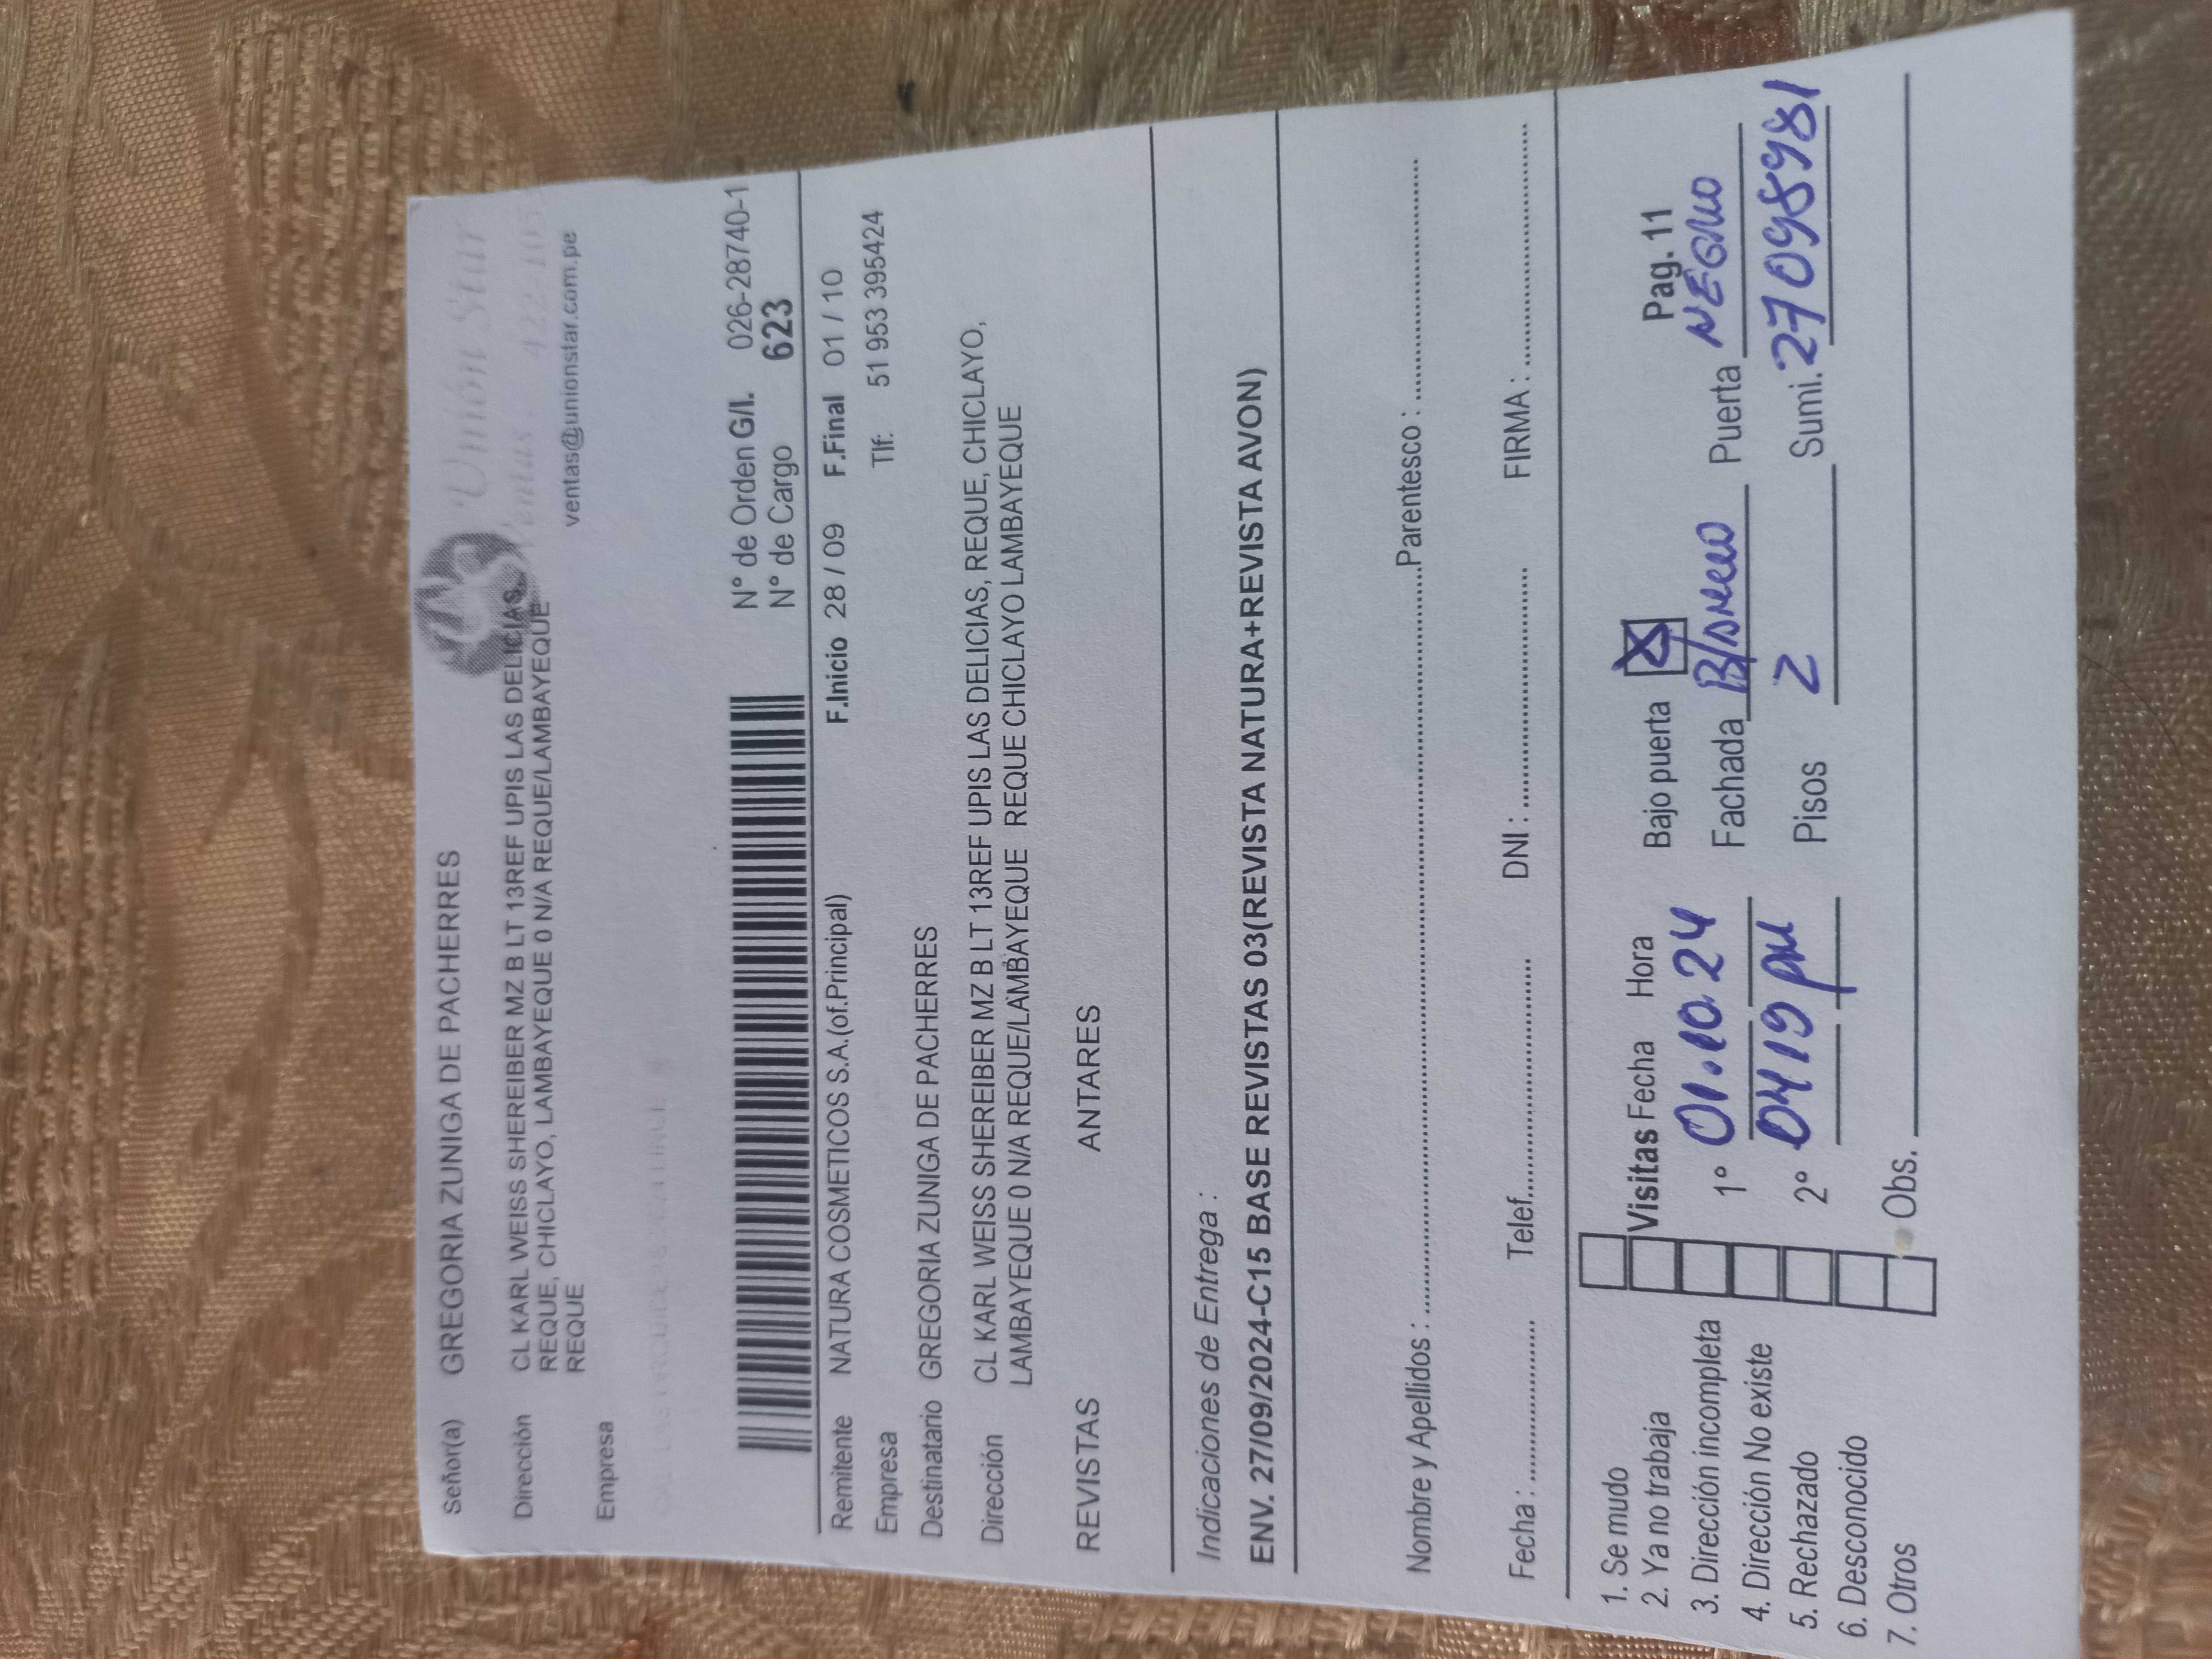 Unión Star
ventas@unionstar.com.pe
Señor(a) GREGORIA ZUNIGA DE PACHERRES
Dirección CL KARL WEISS SHEREIBER MZ B LT 13REF UPIS LAS DELICIAS,
REQUE, CHICLAYO, LAMBAYEQUE 0 N/A REQUE/LAMBAYEQUE
REQUE
Empresa
N° de Orden G/I. 026-28740-1
N° de Cargo 623
Remitente NATURA COSMETICOS S.A.(of.Principal) F.Inicio 28 / 09 F.Final 01 / 10
Empresa Tlf: 51 953 395424
Destinatario GREGORIA ZUNIGA DE PACHERRES
Dirección CL KARL WEISS SHEREIBER MZ B LT 13REF UPIS LAS DELICIAS, REQUE, CHICLAYO,
LAMBAYEQUE 0 N/A REQUE/LAMBAYEQUE REQUE CHICLAYO LAMBAYEQUE
REVISTAS ANTARES
Indicaciones de Entrega :
ENV. 27/09/2024-C15 BASE REVISTAS 03(REVISTA NATURA+REVISTA AVON)
Nombre y Apellidos : Parentesco :
Fecha : Telef. DNI : FIRMA :
Pag. 11
1. Se mudo
2. Ya no trabaja
3. Dirección incompleta
4. Dirección No existe
5. Rechazado
6. Desconocido
7. Otros
Visitas Fecha Hora Bajo puerta X
1° 01.10.24 Fachada Puerta NEGRO
2° 04 19 pm Pisos 2 Sumi. 27098981
Obs.